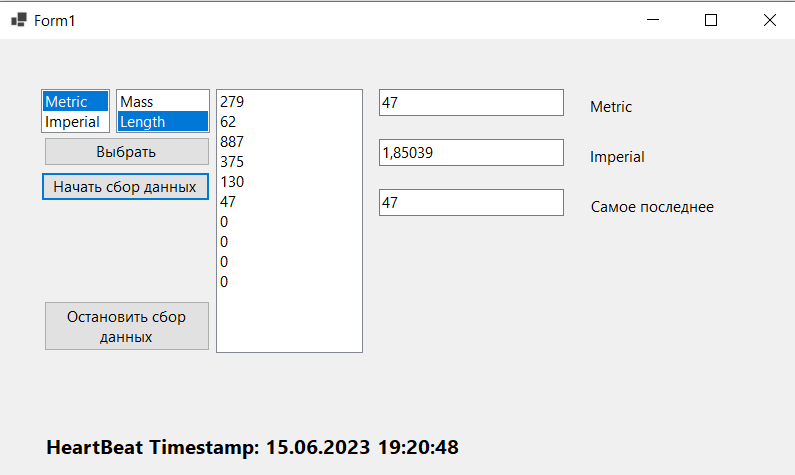 Form1
Metric
Imperial
Mass
Length
Выбрать
Начать сбор данных
Остановить сбор
данных
279
62
887
375
130
47
0
0
0
0
47
Metric
1,85039
Imperial
47
Самое последнее
HeartBeat Timestamp: 15.06.2023 19:20:48